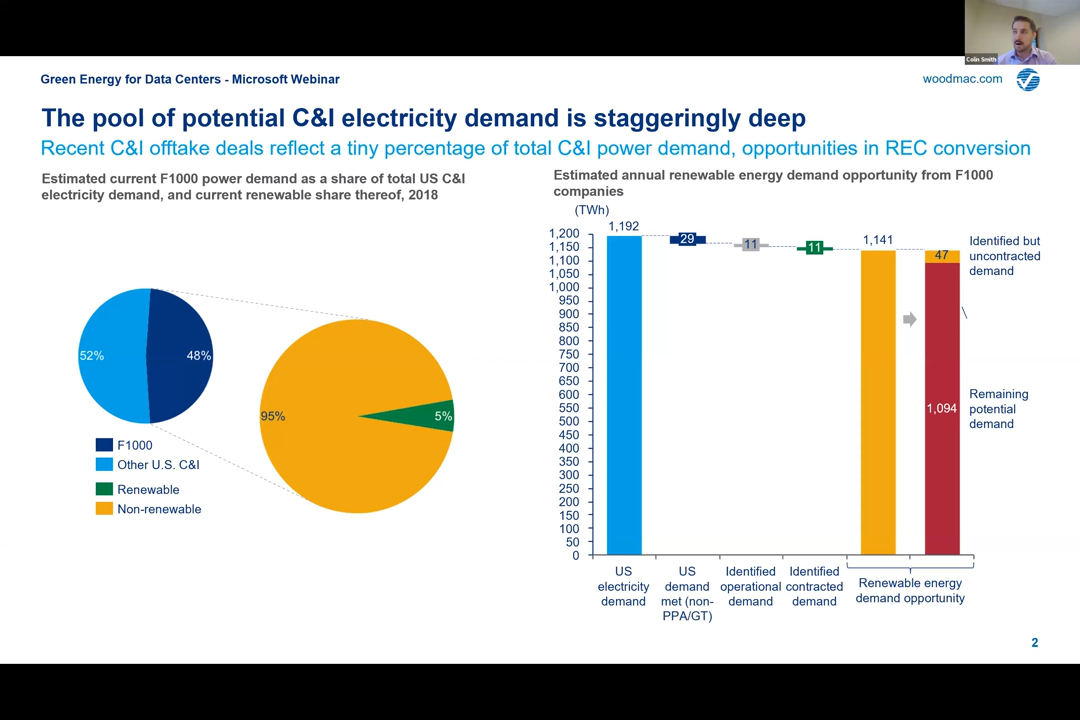 Colin Smith
Green Energy for Data Centers - Microsoft Webinar
woodmac.com
The pool of potential C&I electricity demand is staggeringly deep
Recent C&I offtake deals reflect a tiny percentage of total C&I power demand, opportunities in REC conversion
Estimated current F1000 power demand as a share of total US C&I
electricity demand, and current renewable share thereof, 2018
52%
48%
95%
5%
F1000
Other U.S. C&I
Renewable
Non-renewable
Estimated annual renewable energy demand opportunity from F1000
companies
(TWh)
1,200
1,150
1,100
1,050
1,000
950
900
850
800
750
700
650
600
550
500
450
400
350
300
250
200
150
100
50
0
1,192
29
11
11
1,141
47
1,094
Identified but
uncontracted
demand
\
Remaining
potential
demand
US
electricity
demand
US
demand
met (non-
PPA/GT)
Identified
operational
demand
Identified
contracted
demand
Renewable energy
demand opportunity
2